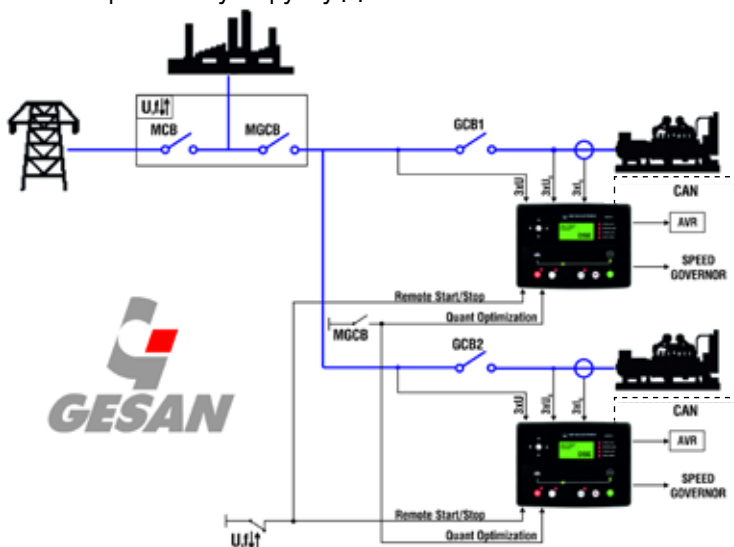 U,f
MCB
MGCB
GCB1
3xU
3xU
3xI
CAN
AVR
SPEED
GOVERNOR
Remote Start/Stop
Quant Optimization
MGCB
GCB2
GESAN
3xU
3xU
3xI
CAN
AVR
SPEED
GOVERNOR
Remote Start/Stop
U,f
Quant Optimization